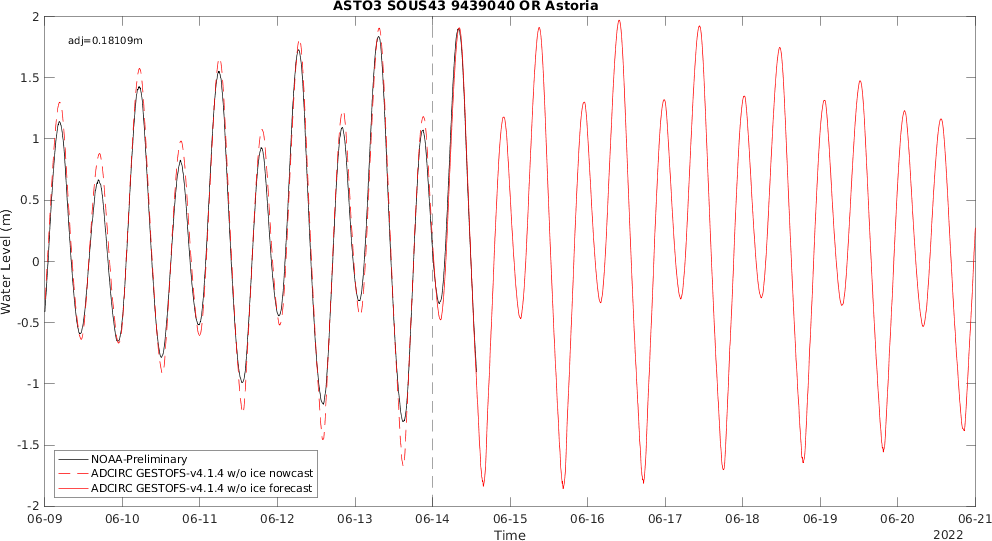 ASTO3 SOUS43 9439040 OR Astoria
adj=0.18109m
2
1.5
1
0.5
0
-0.5
-1
-1.5
-2
Water Level (m)
NOAA-Preliminary
ADCIRC GESTOFS-v4.1.4 w/o ice nowcast
ADCIRC GESTOFS-v4.1.4 w/o ice forecast
06-09 06-10 06-11 06-12 06-13 06-14 06-15 06-16 06-17 06-18 06-19 06-20 06-21
Time
2022